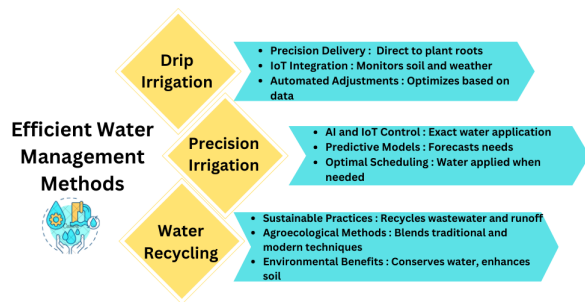 Efficient Water
Management
Methods
Drip
Irrigation
• Precision Delivery : Direct to plant roots
• IoT Integration : Monitors soil and weather
• Automated Adjustments : Optimizes based on
data
Precision
Irrigation
• AI and IoT Control : Exact water application
• Predictive Models : Forecasts needs
• Optimal Scheduling : Water applied when
needed
Water
Recycling
• Sustainable Practices : Recycles wastewater and runoff
• Agroecological Methods : Blends traditional and
modern techniques
• Environmental Benefits : Conserves water, enhances
soil